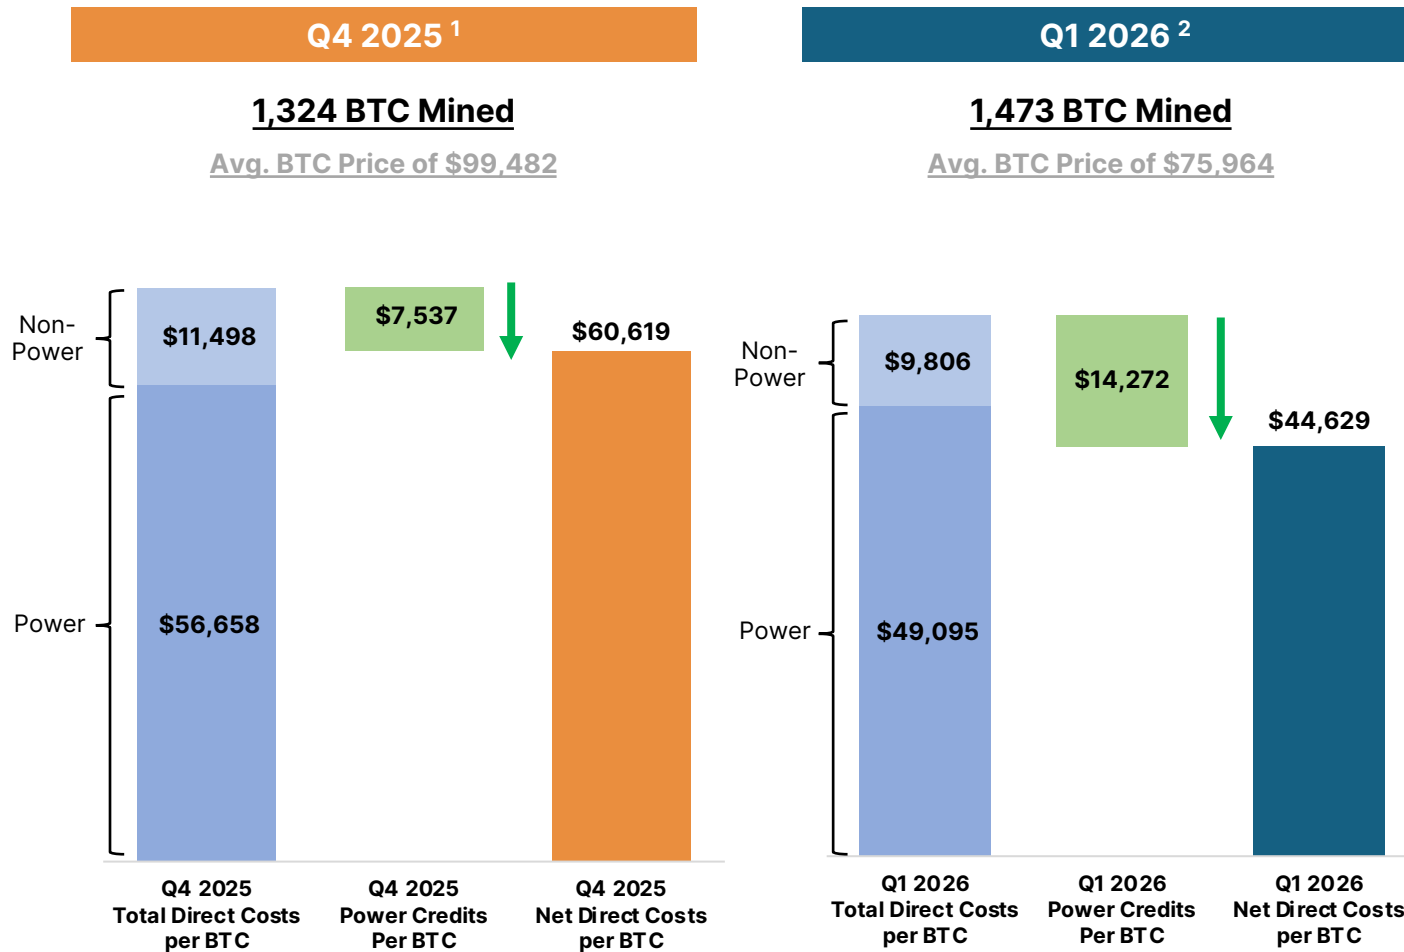 Q4 2025 1
1,324 BTC Mined
Avg. BTC Price of $99,482
Non-
Power
$11,498
$7,537
$60,619
Power
$56,658
Q4 2025
Total Direct Costs
per BTC
Q4 2025
Power Credits
Per BTC
Q4 2025
Net Direct Costs
per BTC
Q1 2026 2
1,473 BTC Mined
Avg. BTC Price of $75,964
Non-
Power
$9,806
$14,272
$44,629
Power
$49,095
Q1 2026
Total Direct Costs
per BTC
Q1 2026
Power Credits
Per BTC
Q1 2026
Net Direct Costs
per BTC